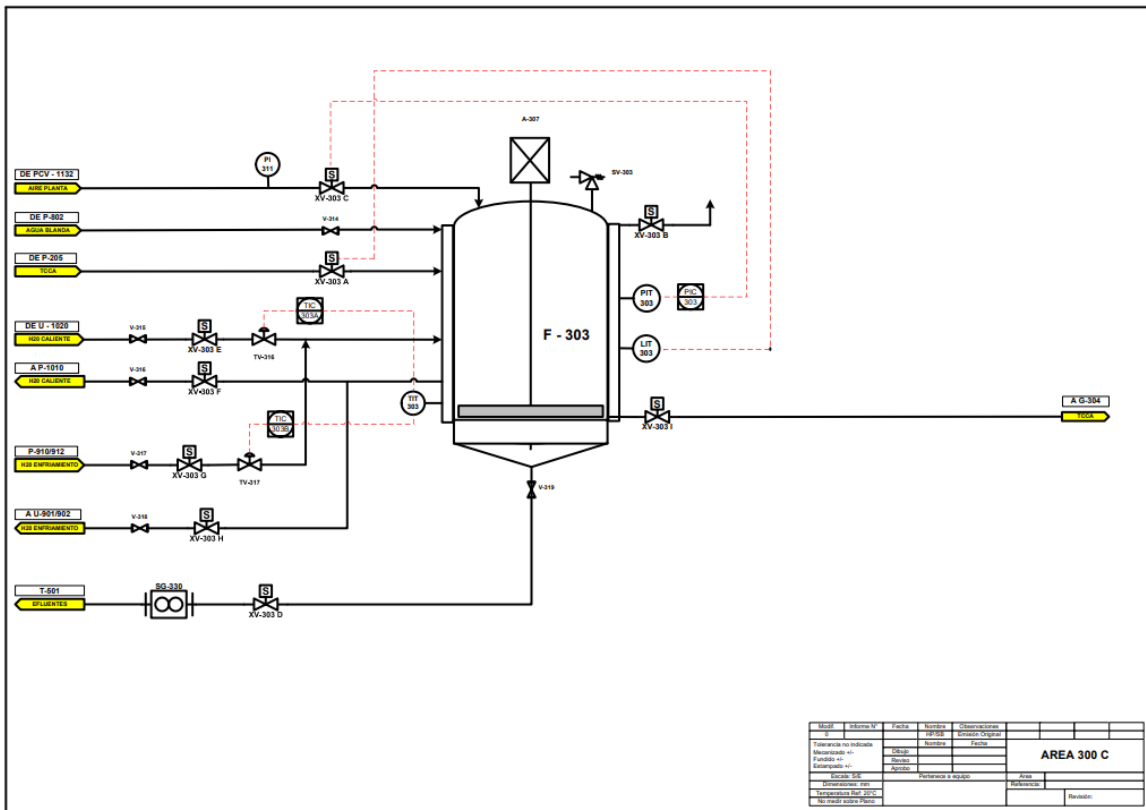 A-307
PI
311
SV-303
DE PCV - 1132
AIRE PLANTA
S
XV-303 C
DE P-802
AGUA BLANDA
V-314
S
XV-303 B
DE P-205
TCCA
S
XV-303 A
PIT
303
PIC
303
TIC
303A
DE U - 1020
H20 CALIENTE
V-315
S
XV-303 E
TV-316
F - 303
LIT
303
A P-1010
H20 CALIENTE
V-316
S
XV-303 F
TIT
303
A G-304
TCCA
S
XV-303 I
TIC
303B
P-910/912
H20 ENFRIAMIENTO
V-317
S
XV-303 G
TV-317
V-319
A U-901/902
H20 ENFRIAMIENTO
V-318
S
XV-303 H
T-501
EFLUENTES
SG-330
S
XV-303 D
Modif. Informe N° Fecha Nombre Observaciones
0 HP/SB Emisión Original
Tolerancia no indicada Nombre Fecha
Mecanizado +/- Dibujo
Fundido +/- Reviso
Estampado +/- Aprobo
AREA 300 C
Escala: S/E Pertenece a equipo Area
Dimensiones: mm Referencia:
Temperatura Ref: 20°C Revisión:
No medir sobre Plano